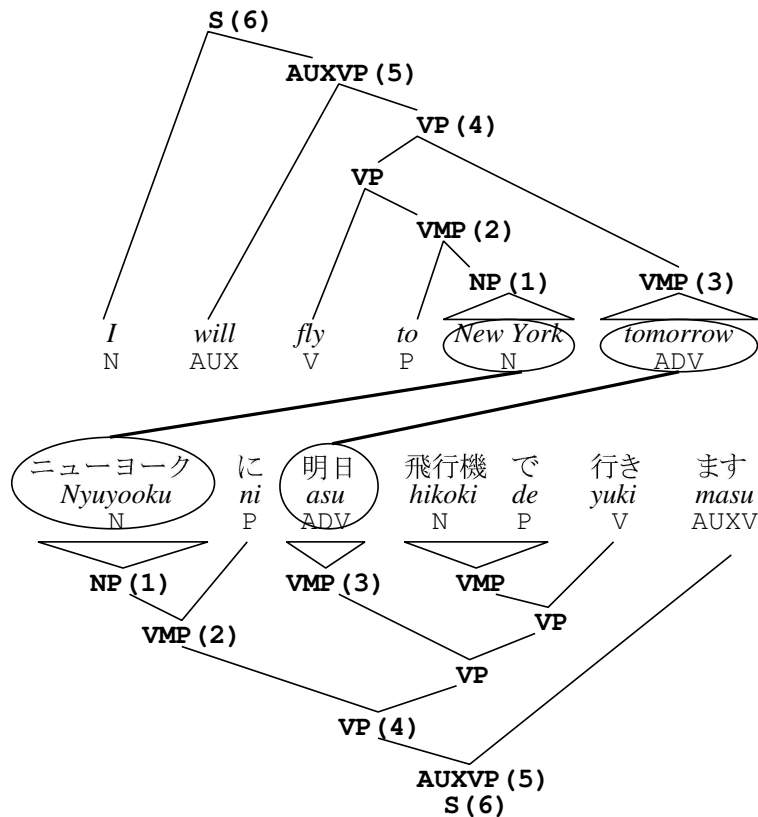 S(6)
AUXVP(5)
VP(4)
VP
VMP(2)
NP(1) VMP(3)
I will fly to New York tomorrow
N AUX V P N ADV
ニューヨーク に 明日 飛行機 で 行き ます
Nyuyooku ni asu hikoki de yuki masu
N P ADV N P V AUXV
NP(1) VMP(3) VMP
VMP(2) VP
VP
VP(4)
AUXVP(5)
S(6)